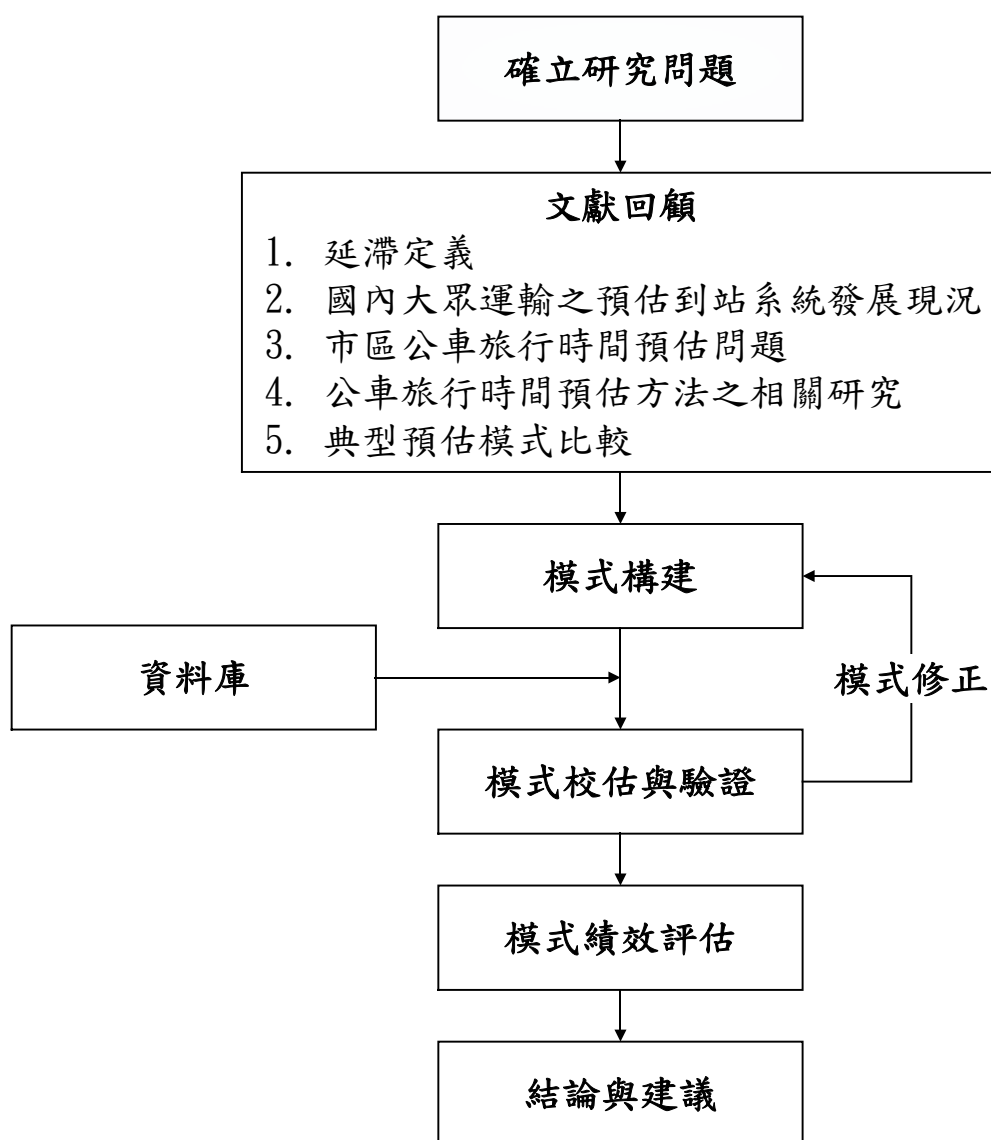 確立研究問題
文獻回顧
1. 延滯定義
2. 國內大眾運輸之預估到站系統發展現況
3. 市區公車旅行時間預估問題
4. 公車旅行時間預估方法之相關研究
5. 典型預估模式比較
模式構建
資料庫
模式修正
模式校估與驗證
模式績效評估
結論與建議